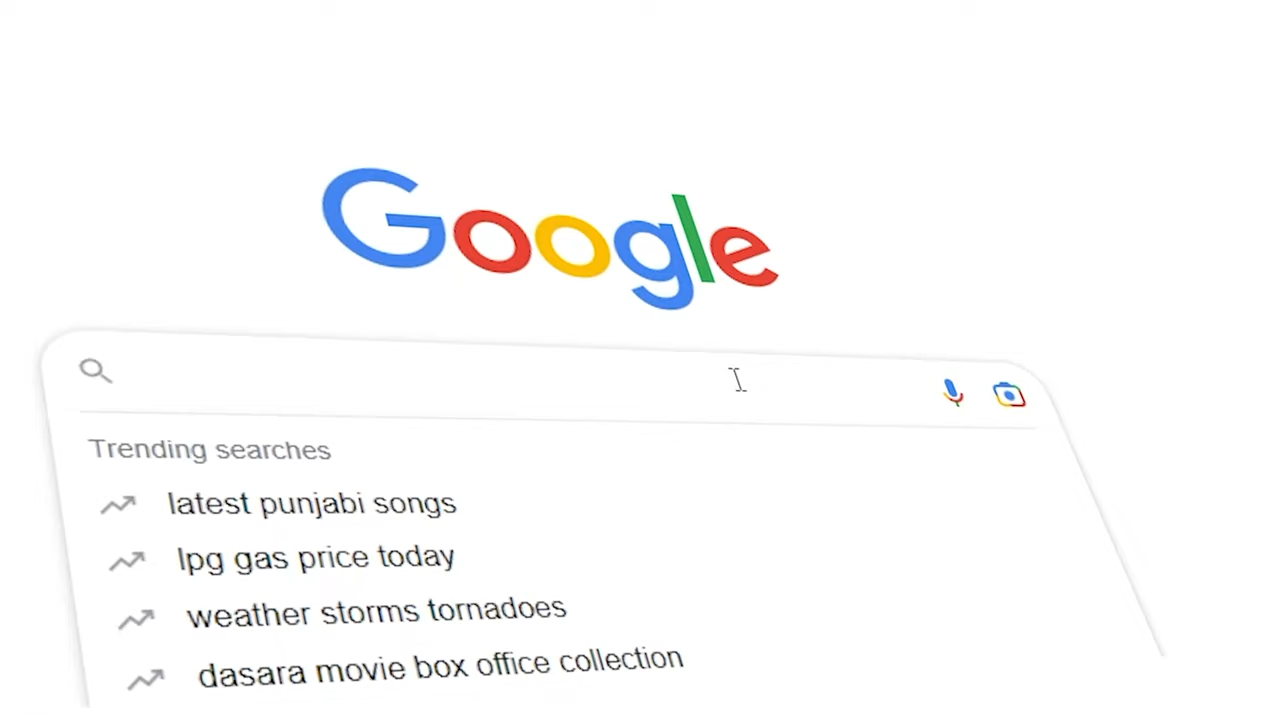 Google
Trending searches
latest punjabi songs
lpg gas price today
weather storms tornadoes
dasara movie box office collection